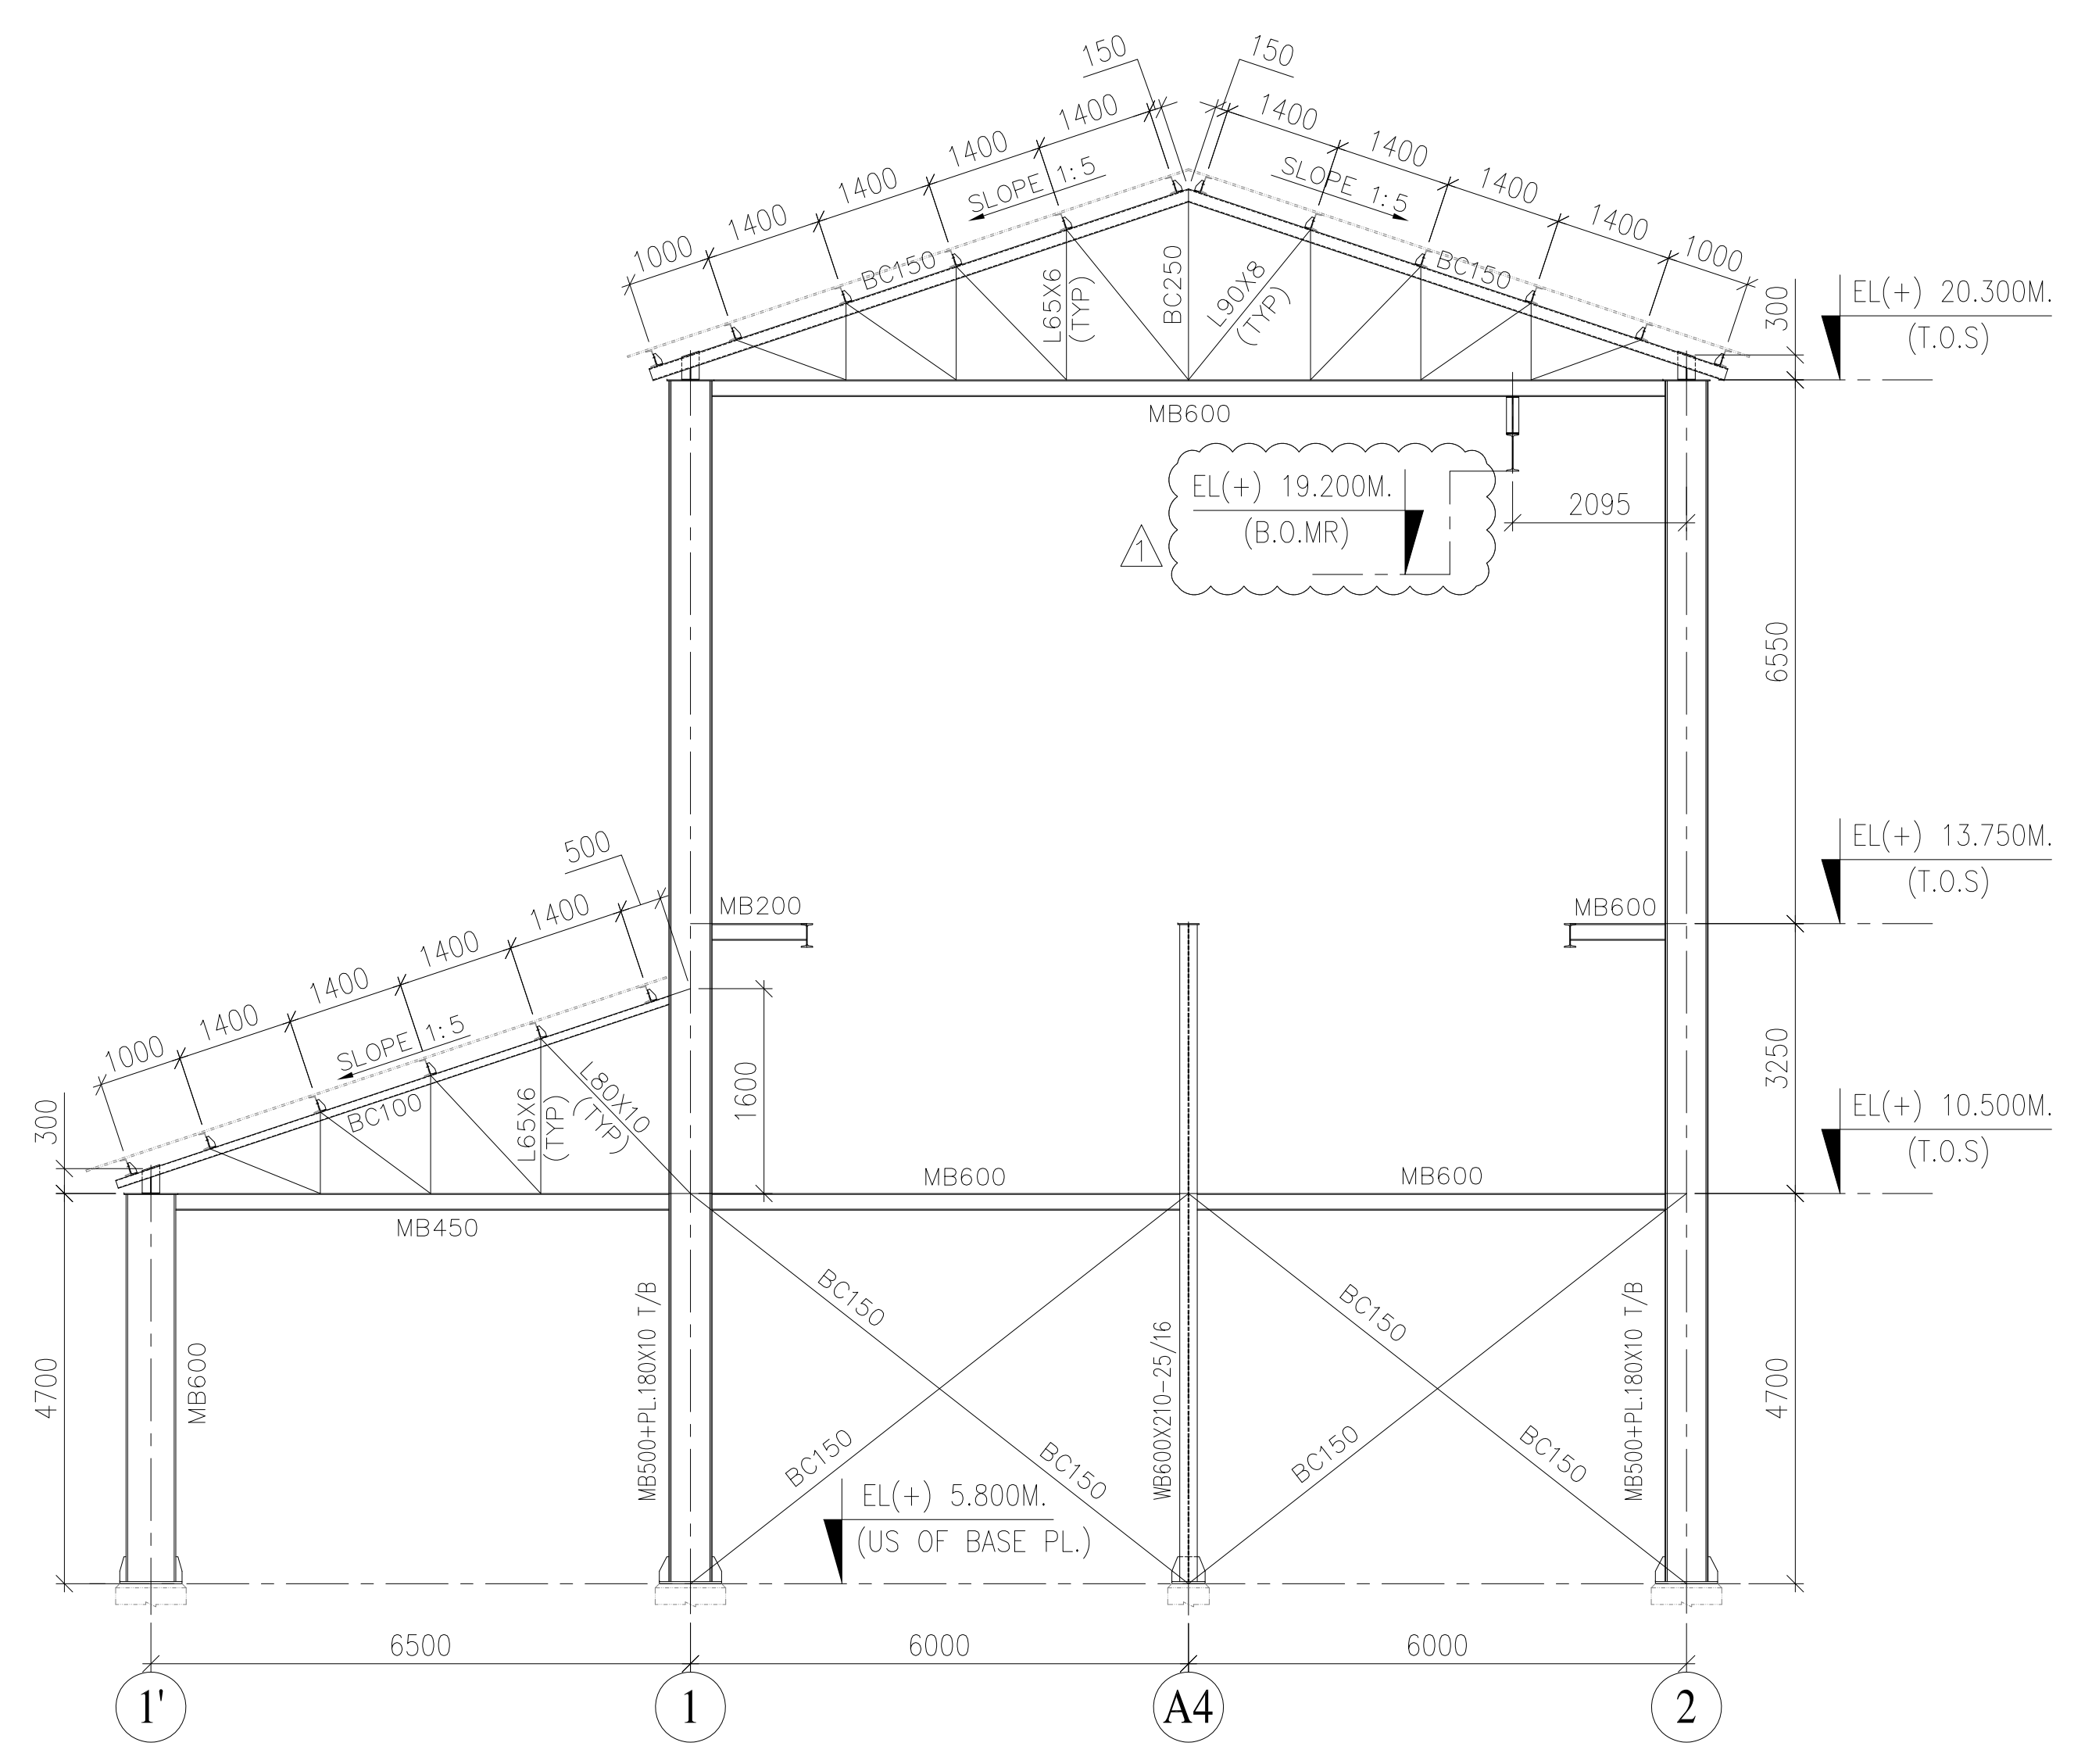 150
150
1400
1400
1400
1400
1400
1400
1400
1400
1000
1000
SLOPE 1:5
SLOPE 1:5
BC150
BC150
L65X6
(TYP)
BC250
L90X8
(TYP)
300
EL(+) 20.300M.
(T.O.S)
MB600
EL(+) 19.200M.
(B.O.MR)
1
2095
6550
500
1400
1400
1400
1400
1000
SLOPE 1:5
MB200
MB600
EL(+) 13.750M.
(T.O.S)
BC100
L65X6
(TYP)
L80X10
(TYP)
1600
3250
300
EL(+) 10.500M.
(T.O.S)
MB450
MB600
MB600
4700
MB600
MB500+PL.180X10 T/B
BC150
BC150
BC150
WB600X210-25/16
BC150
BC150
BC150
MB500+PL.180X10 T/B
4700
EL(+) 5.800M.
(US OF BASE PL.)
6500
6000
6000
1'
1
A4
2